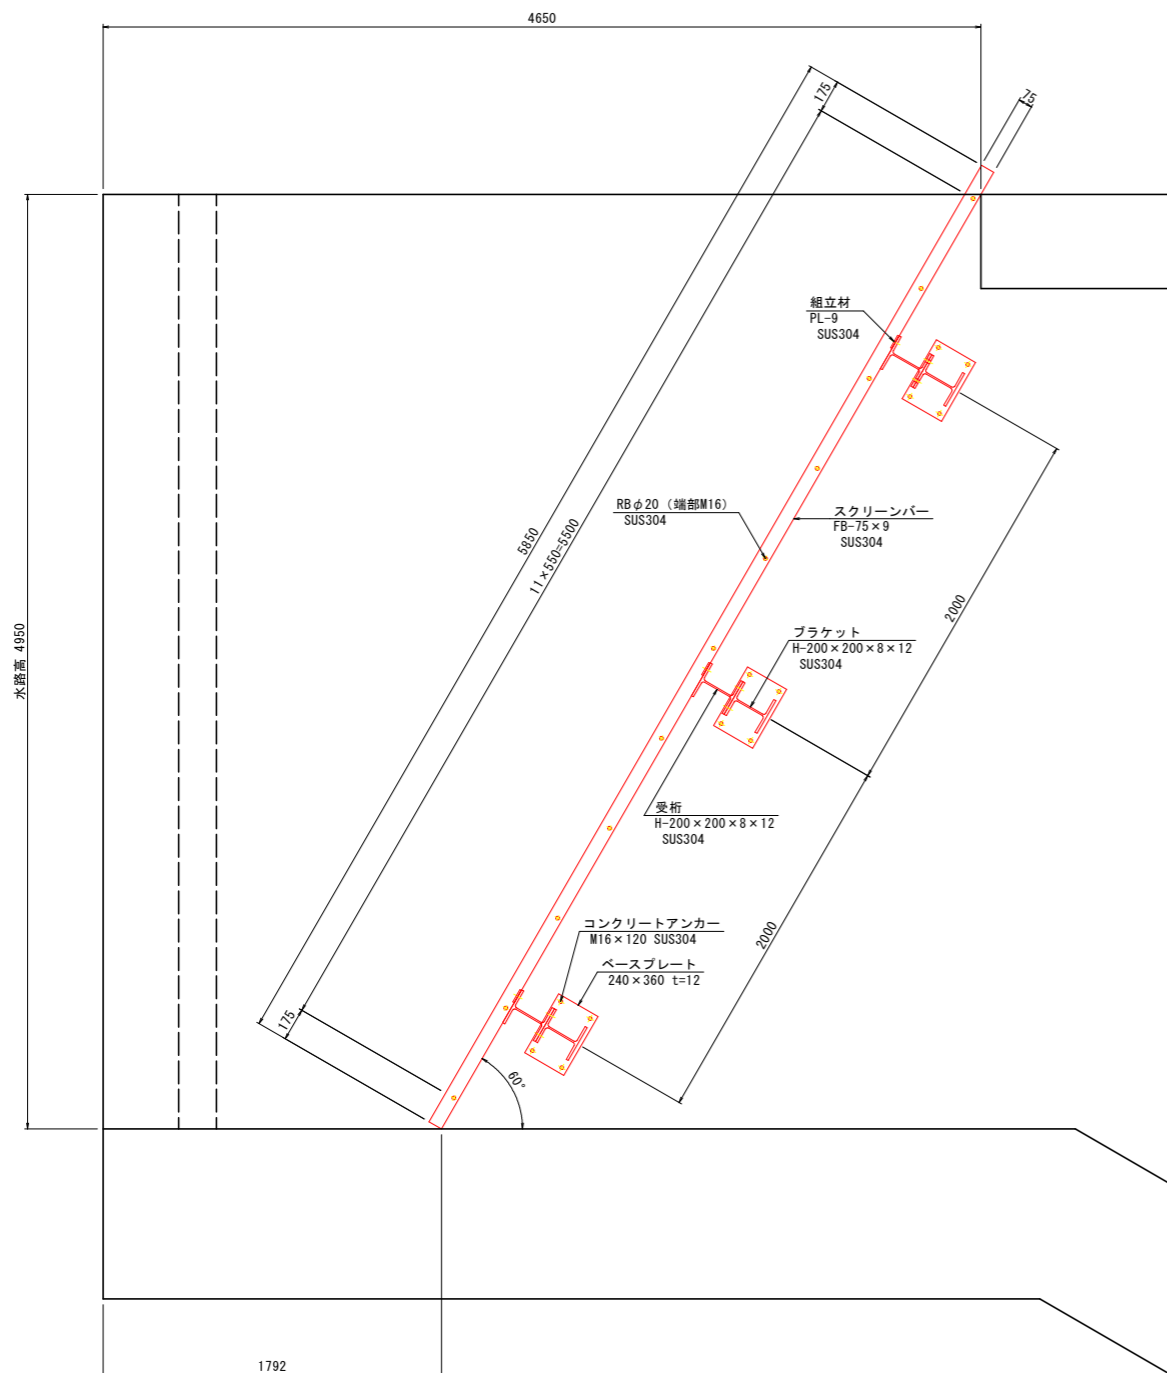 4650
175
75
組立材
PL-9
SUS304
RBφ20 (端部M16)
SUS304
スクリーンバー
FB-75×9
SUS304
5850
11×550=5500
2000
水路高 4950
ブラケット
H-200×200×8×12
SUS304
受桁
H-200×200×8×12
SUS304
2000
コンクリートアンカー
M16×120 SUS304
ベースプレート
240×360 t=12
175
60°
1792